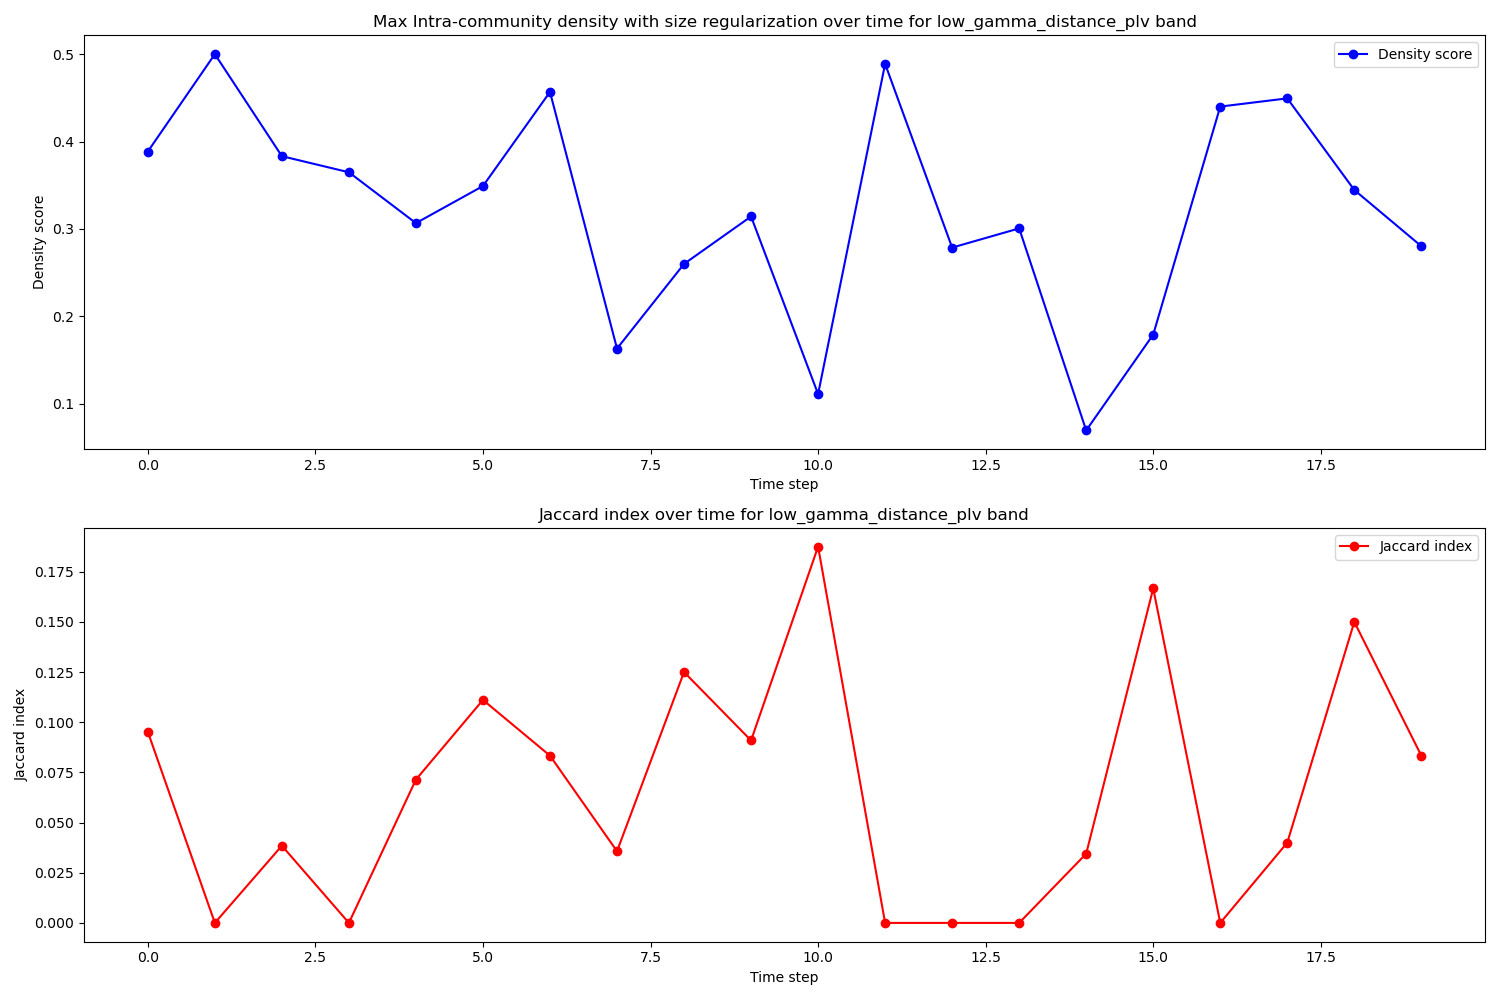 Max Intra-community density with size regularization over time for low_gamma_distance_plv band
Density score
0.5
0.4
0.3
0.2
0.1
Density score
0.0 2.5 5.0 7.5 10.0 12.5 15.0 17.5
Time step
Jaccard index over time for low_gamma_distance_plv band
Jaccard index
0.175
0.150
0.125
0.100
0.075
0.050
0.025
0.000
Jaccard index
0.0 2.5 5.0 7.5 10.0 12.5 15.0 17.5
Time step